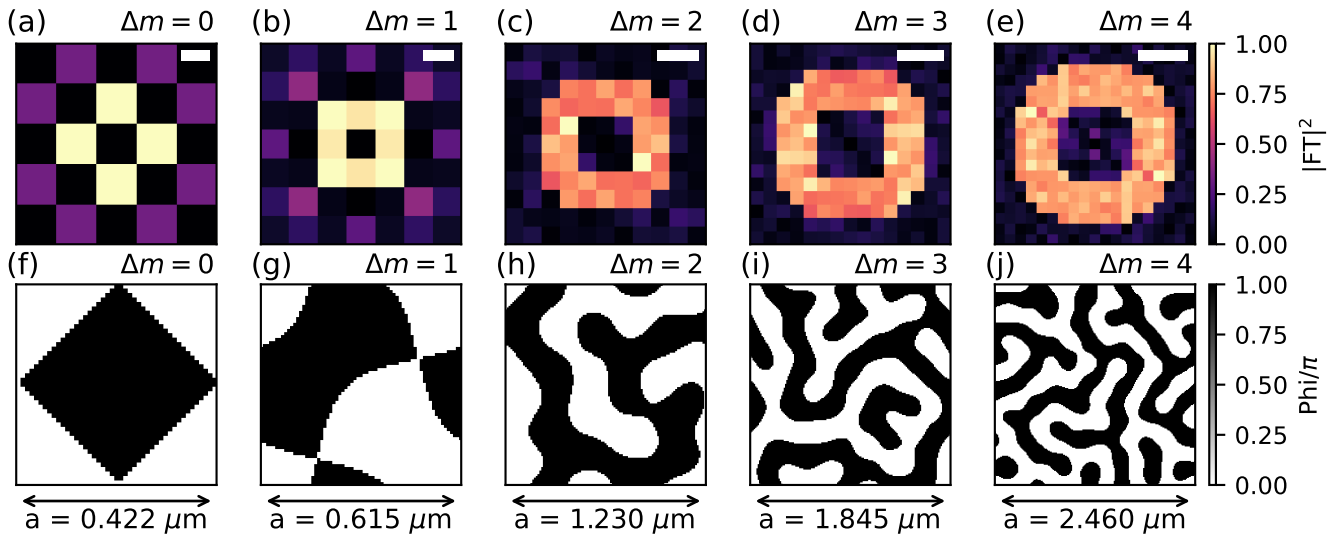 (a) Δm = 0 (b) Δm = 1 (c) Δm = 2 (d) Δm = 3 (e) Δm = 4
1.00
0.75
0.50
0.25
0.00
|FT|²
(f) Δm = 0 (g) Δm = 1 (h) Δm = 2 (i) Δm = 3 (j) Δm = 4
1.00
0.75
0.50
0.25
0.00
Phi/π
a = 0.422 μm a = 0.615 μm a = 1.230 μm a = 1.845 μm a = 2.460 μm